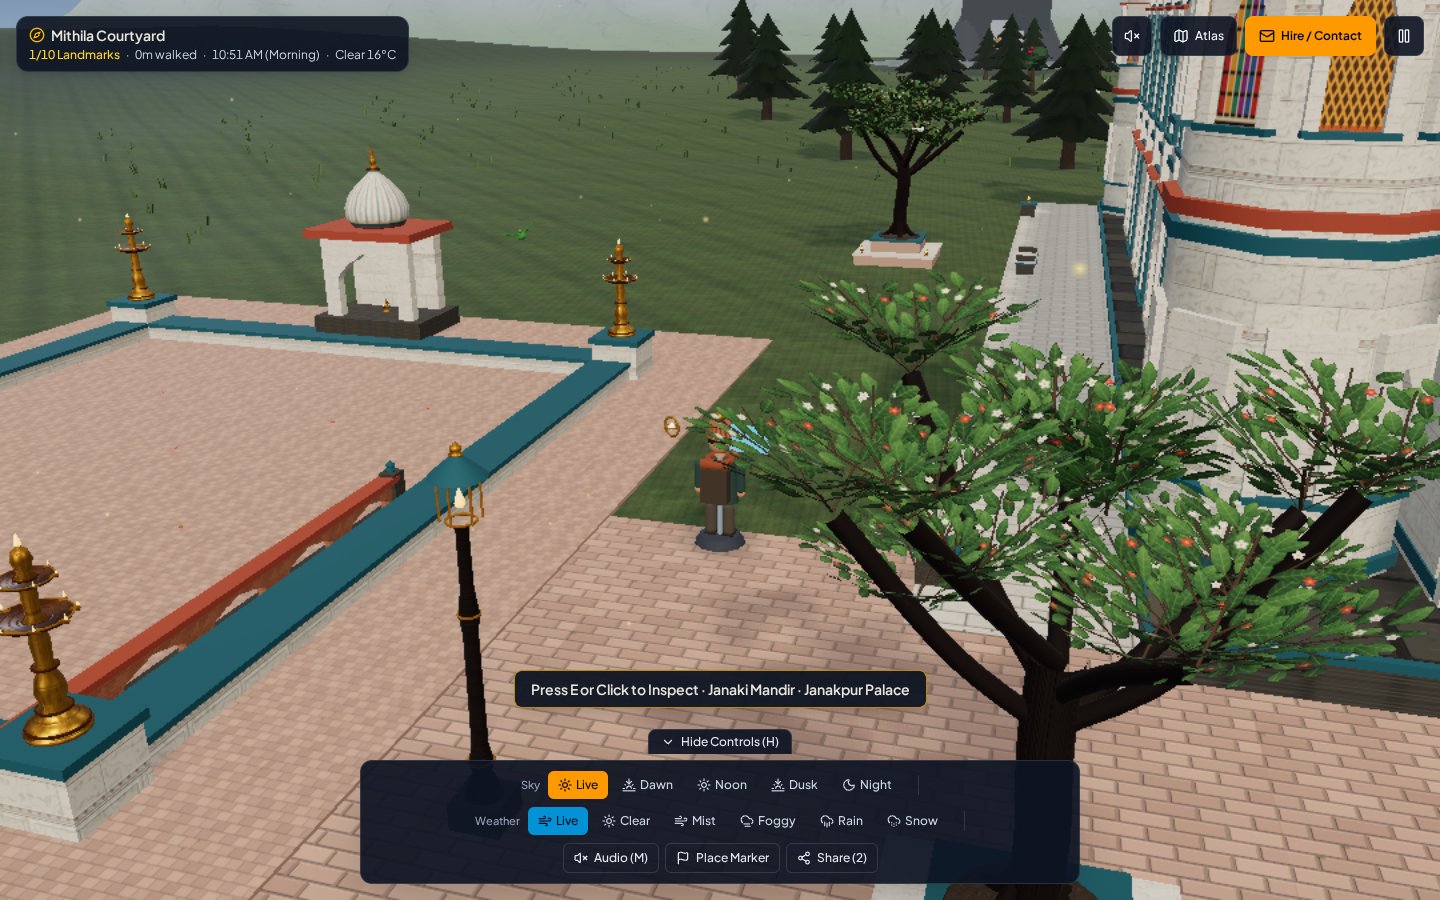 Mithila Courtyard
1/10 Landmarks · 0m walked · 10:51 AM (Morning) · Clear 16°C
Atlas
Hire / Contact
Press E or Click to Inspect · Janaki Mandir · Janakpur Palace
Hide Controls (H)
Sky Live Dawn Noon Dusk Night
Weather Live Clear Mist Foggy Rain Snow
Audio (M) Place Marker Share (2)